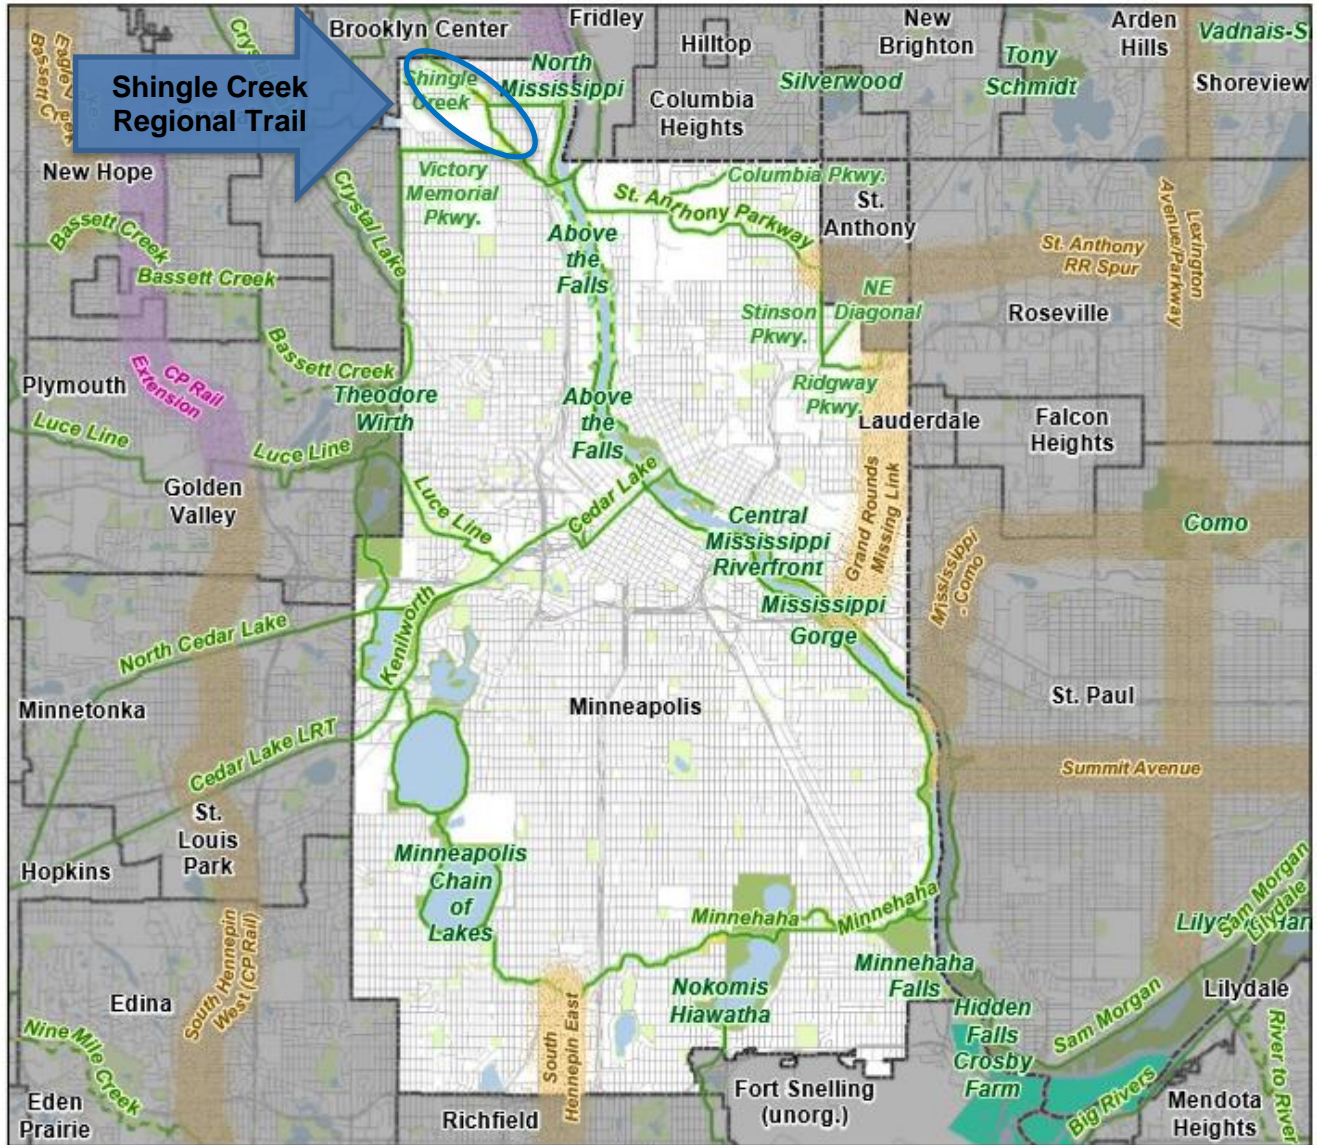 Brooklyn Center
Fridley
Hilltop
New
Brighton
Arden
Hills
Vadnais-S
Tony
Schmidt
Shoreview
Silverwood
Columbia
Heights
North
Mississippi
Shingle
Creek
Shingle Creek
Regional Trail
Bassett Creek
New Hope
Crystal Lake
Victory
Memorial
Pkwy.
Columbia Pkwy.
St. Anthony Parkway
St.
Anthony
St. Anthony
RR Spur
Lexington
Avenue/Parkway
Above
the
Falls
Bassett Creek
Bassett Creek
Bassett Creek
NE
Diagonal
Stinson
Pkwy.
Roseville
Ridgway
Pkwy.
Lauderdale
Falcon
Heights
Plymouth
CP Rail
Extension
Theodore
Wirth
Above
the
Falls
Luce Line
Luce Line
Luce Line
Golden
Valley
Cedar Lake
Central
Mississippi
Riverfront
Grand Rounds
Missing Link
Como
Mississippi
- Como
Mississippi
Gorge
North Cedar Lake
Kenilworth
Minnetonka
Minneapolis
St. Paul
Cedar Lake LRT
Summit Avenue
St.
Louis
Park
Hopkins
Minneapolis
Chain
of
Lakes
Minnehaha
Minnehaha
Sam Morgan
Lilydale
South Hennepin
West (CP Rail)
Edina
Nokomis
Hiawatha
Minnehaha
Falls
Lilydale
Hidden
Falls
Crosby
Farm
Sam Morgan
Nine Mile Creek
South
Hennepin East
Fort Snelling
(unorg.)
Big Rivers
River to River
Eden
Prairie
Richfield
Mendota
Heights